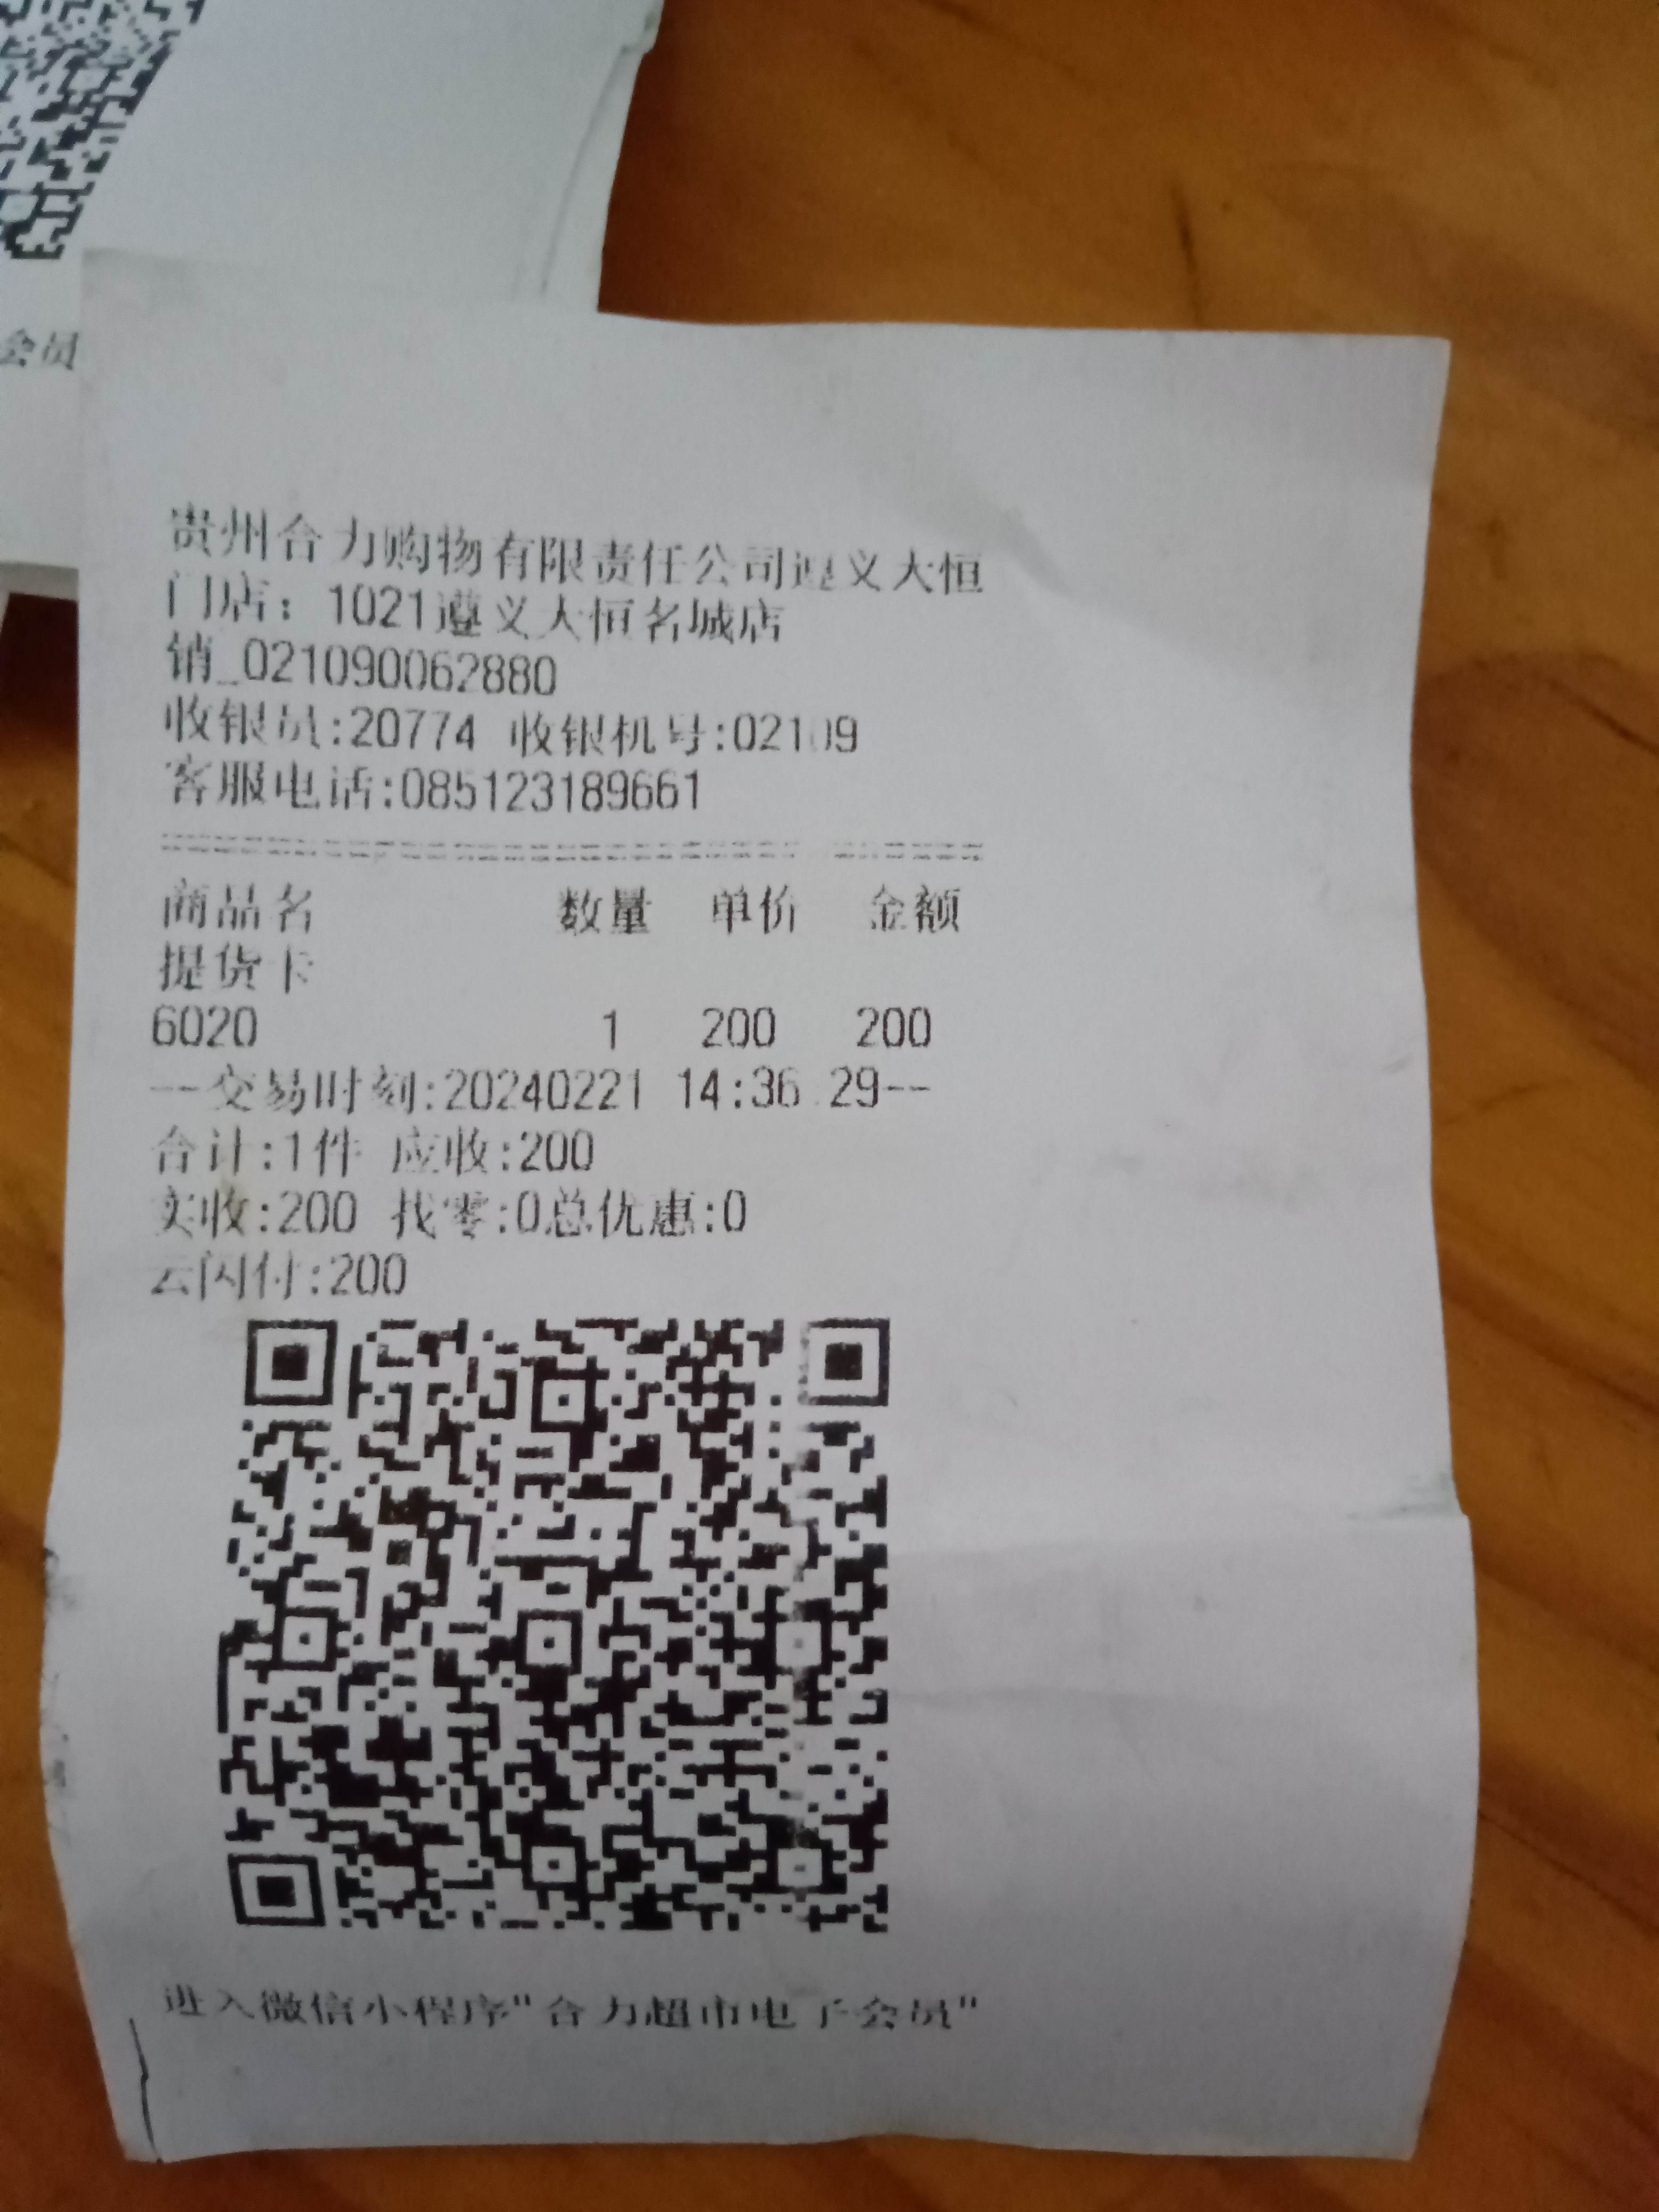 会员
贵州合力购物有限责任公司遵义大恒
门店：1021遵义大恒名城店
销_021090062880
收银员:20774 收银机号:02109
客服电话:085123189661
商品名 数量 单价 金额
提货卡
6020 1 200 200
--交易时刻:20240221 14:36 29--
合计:1件 应收:200
实收:200 找零:0总优惠:0
云闪付:200
进入微信小程序"合力超市电子会员"